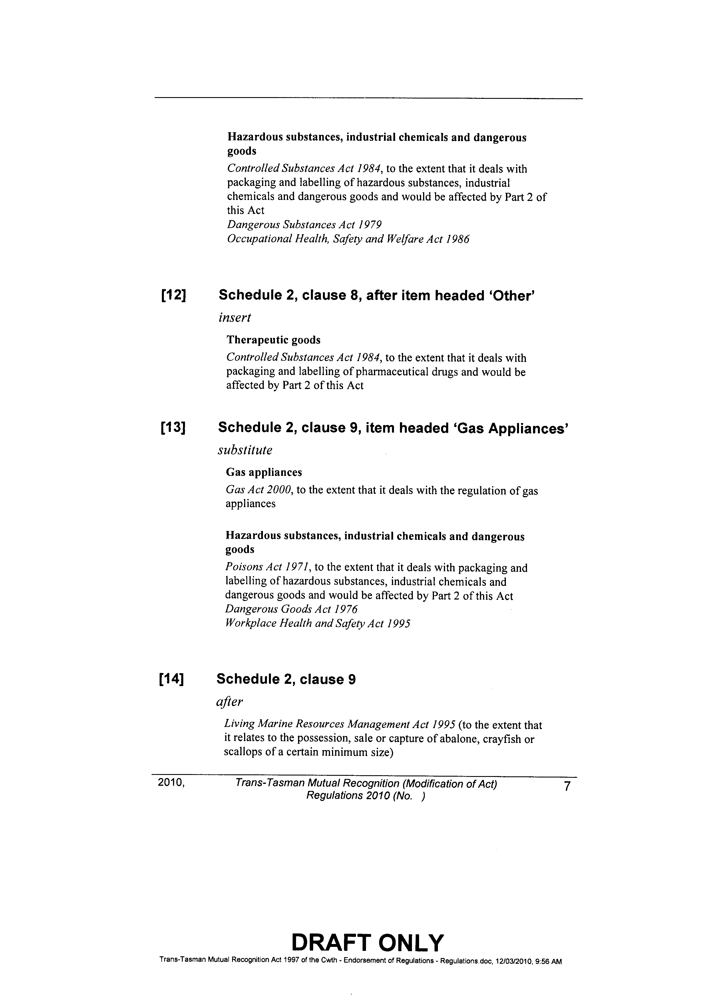 Hazardous substances, industrial chemicals and dangerous
goods
Controlled Substances Act 1984, to the extent that it deals with
packaging and labelling of hazardous substances, industrial
chemicals and dangerous goods and would be affected by Part 2 of
this Act
Dangerous Substances Act 1979
Occupational Health, Safety and Welfare Act 1986
[12] Schedule 2, clause 8, after item headed ‘Other’
insert
Therapeutic goods
Controlled Substances Act 1984, to the extent that it deals with
packaging and labelling of pharmaceutical drugs and would be
affected by Part 2 of this Act
[13] Schedule 2, clause 9, item headed ‘Gas Appliances’
substitute
Gas appliances
Gas Act 2000, to the extent that it deals with the regulation of gas
appliances
Hazardous substances, industrial chemicals and dangerous
goods
Poisons Act 1971, to the extent that it deals with packaging and
labelling of hazardous substances, industrial chemicals and
dangerous goods and would be affected by Part 2 of this Act
Dangerous Goods Act 1976
Workplace Health and Safety Act 1995
[14] Schedule 2, clause 9
after
Living Marine Resources Management Act 1995 (to the extent that
it relates to the possession, sale or capture of abalone, crayfish or
scallops of a certain minimum size)
2010, Trans-Tasman Mutual Recognition (Modification of Act) 7
Regulations 2010 (No. )
DRAFT ONLY
Trans-Tasman Mutual Recognition Act 1997 of the Cwth - Endorsement of Regulations - Regulations.doc, 12/03/2010, 9:56 AM